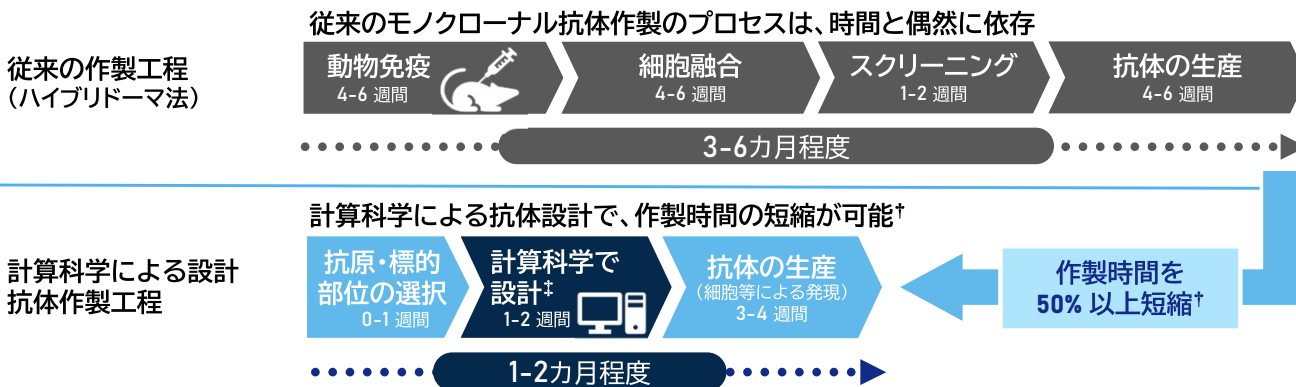 従来のモノクローナル抗体作製のプロセスは、時間と偶然に依存
従来の作製工程
（ハイブリドーマ法）
動物免疫
4-6 週間
細胞融合
4-6 週間
スクリーニング
1-2 週間
抗体の生産
4-6 週間
3-6カ月程度
計算科学による抗体設計で、作製時間の短縮が可能†
計算科学による設計
抗体作製工程
抗原・標的
部位の選択
0-1 週間
計算科学で
設計‡
1-2 週間
抗体の生産
（細胞等による発現）
3-4 週間
作製時間を
50% 以上短縮†
1-2カ月程度